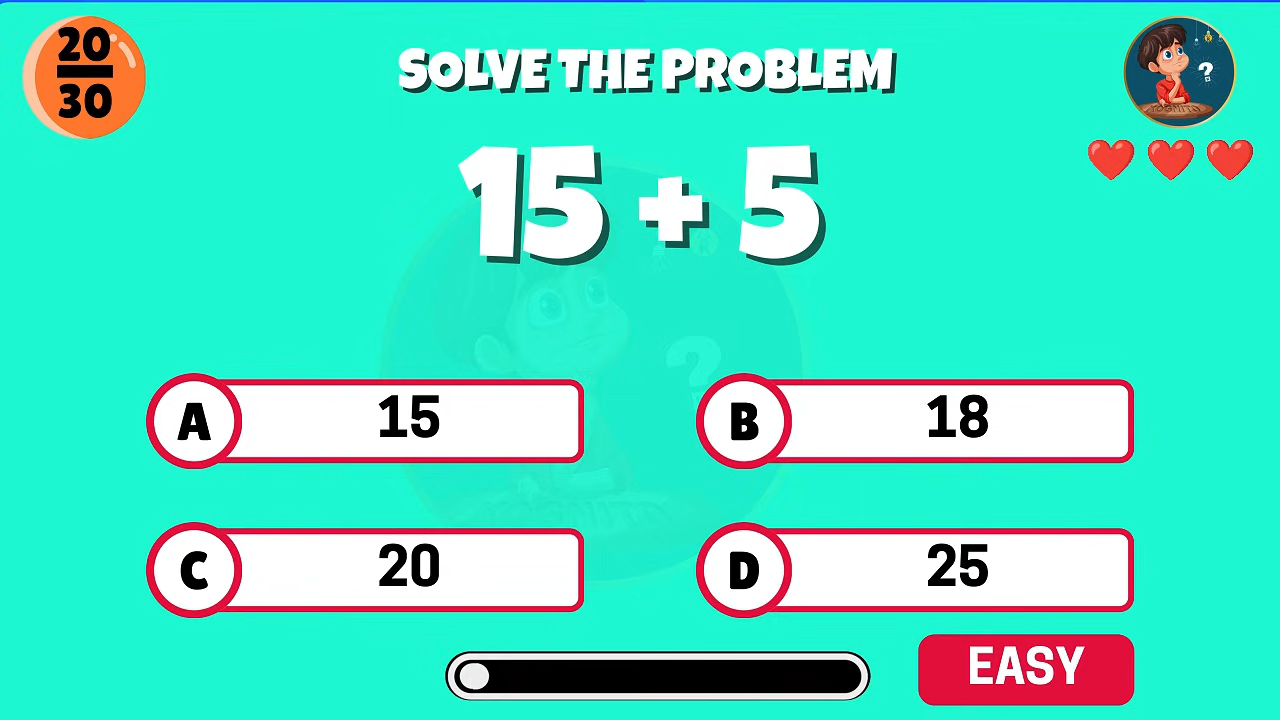 20
30
SOLVE THE PROBLEM
?
15 + 5
A 15
B 18
C 20
D 25
EASY